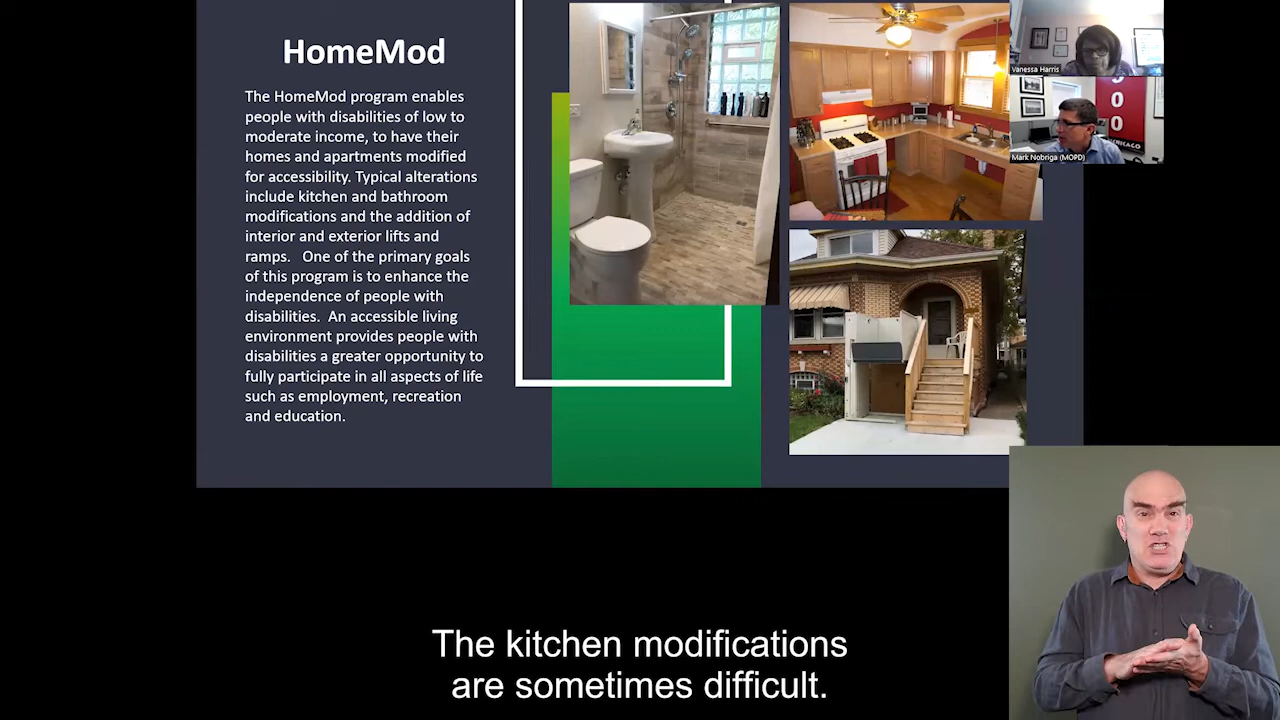 HomeMod
The HomeMod program enables
people with disabilities of low to
moderate income to have their
homes and apartments modified
for accessibility. Typical alterations
include kitchen and bathroom
modifications and the addition of
interior and exterior lifts and
ramps. One of the primary goals
of this program is to enhance the
independence of people with
disabilities. An accessible living
environment provides people with
disabilities a greater opportunity to
fully participate in all aspects of life
such as employment, recreation
and education.
Vanessa Harris
Mark Nobriga (MOPD)
The kitchen modifications
are sometimes difficult.